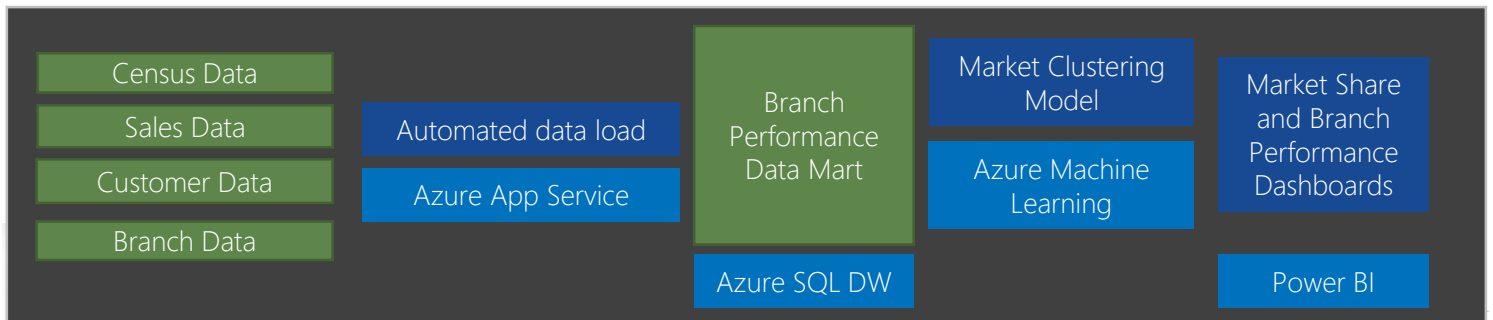 Census Data
Sales Data
Customer Data
Branch Data
Automated data load
Azure App Service
Branch
Performance
Data Mart
Azure SQL DW
Market Clustering
Model
Azure Machine
Learning
Market Share
and Branch
Performance
Dashboards
Power BI